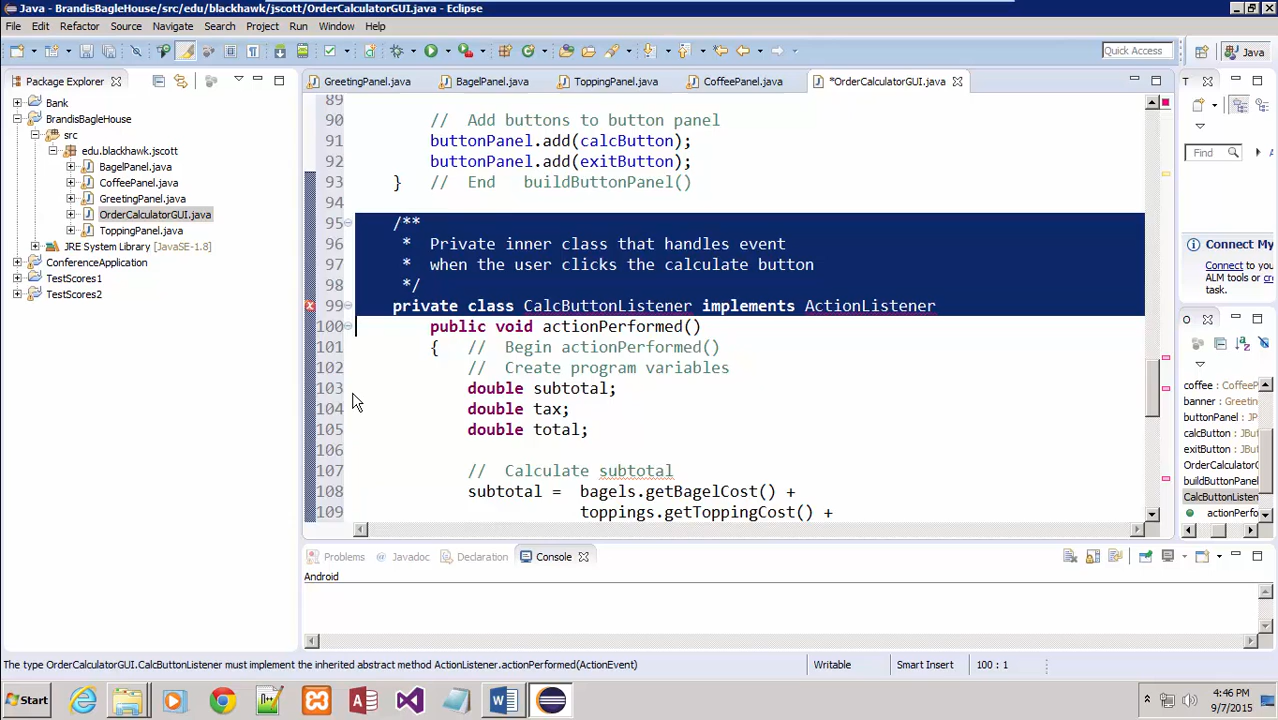 Java - BrandisBagleHouse/src/edu/blackhawk/jscott/OrderCalculatorGUI.java - Eclipse
File Edit Refactor Source Navigate Search Project Run Window Help
Quick Access
Java
Package Explorer
GreetingPanel.java
BagelPanel.java
ToppingPanel.java
CoffeePanel.java
*OrderCalculatorGUI.java
T
Bank
BrandisBagleHouse
src
edu.blackhawk.jscott
BagelPanel.java
CoffeePanel.java
GreetingPanel.java
OrderCalculatorGUI.java
ToppingPanel.java
JRE System Library [JavaSE-1.8]
ConferenceApplication
TestScores1
TestScores2
89
90 // Add buttons to button panel
91 buttonPanel.add(calcButton);
92 buttonPanel.add(exitButton);
93 } // End buildButtonPanel()
94
95 /**
96 * Private inner class that handles event
97 * when the user clicks the calculate button
98 */
99 private class CalcButtonListener implements ActionListener
100 public void actionPerformed()
101 { // Begin actionPerformed()
102 // Create program variables
103 double subtotal;
104 double tax;
105 double total;
106
107 // Calculate subtotal
108 subtotal = bagels.getBagelCost() +
109 toppings.getToppingCost() +
Find
A
Connect My
Connect to your
ALM tools or
O
coffee : CoffeeP
banner : Greetin
buttonPanel : JP
calcButton : JBu
exitButton : JBut
OrderCalculatorG
buildButtonPanel
CalcButtonListen
actionPerfo
Problems
@ Javadoc
Declaration
Console
Android
The type OrderCalculatorGUI.CalcButtonListener must implement the inherited abstract method ActionListener.actionPerformed(ActionEvent)
Writable
Smart Insert
100 : 1
Start
4:46 PM
9/7/2015